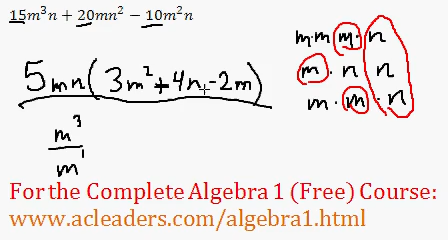 15m³n + 20mn² − 10m²n
m·m m·n
m·n n
m·m·n
5mn(3m²+4n-2m)
m³
m¹
For the Complete Algebra 1 (Free) Course:
www.acleaders.com/algebra1.html